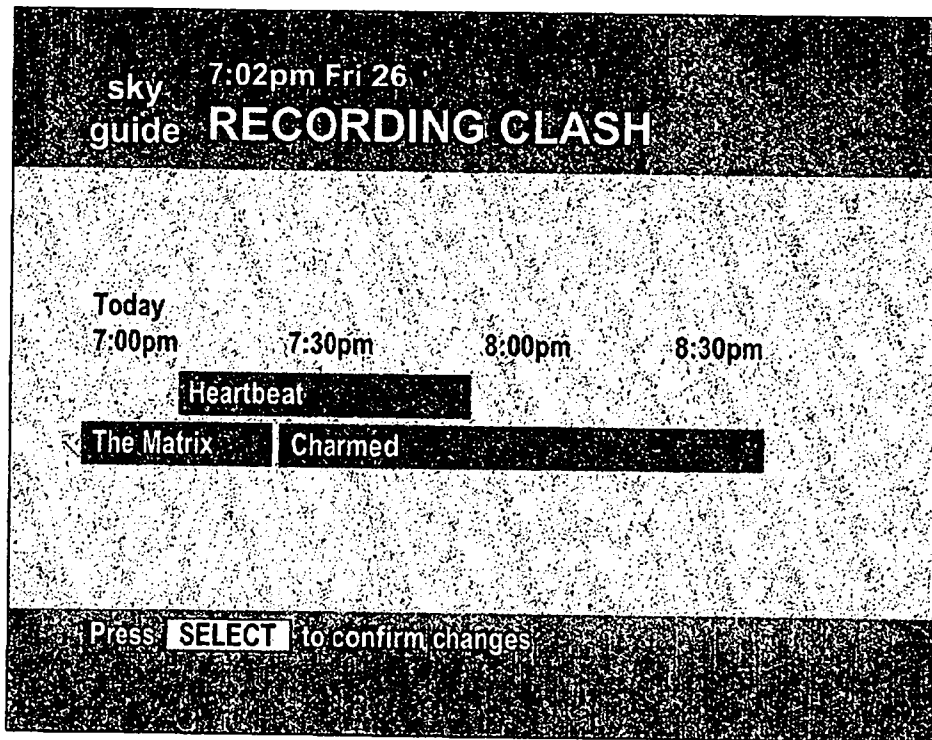 sky
guide
7:02pm Fri 26
RECORDING CLASH
Today
7:00pm 7:30pm 8:00pm 8:30pm
Heartbeat
The Matrix Charmed
Press SELECT to confirm changes